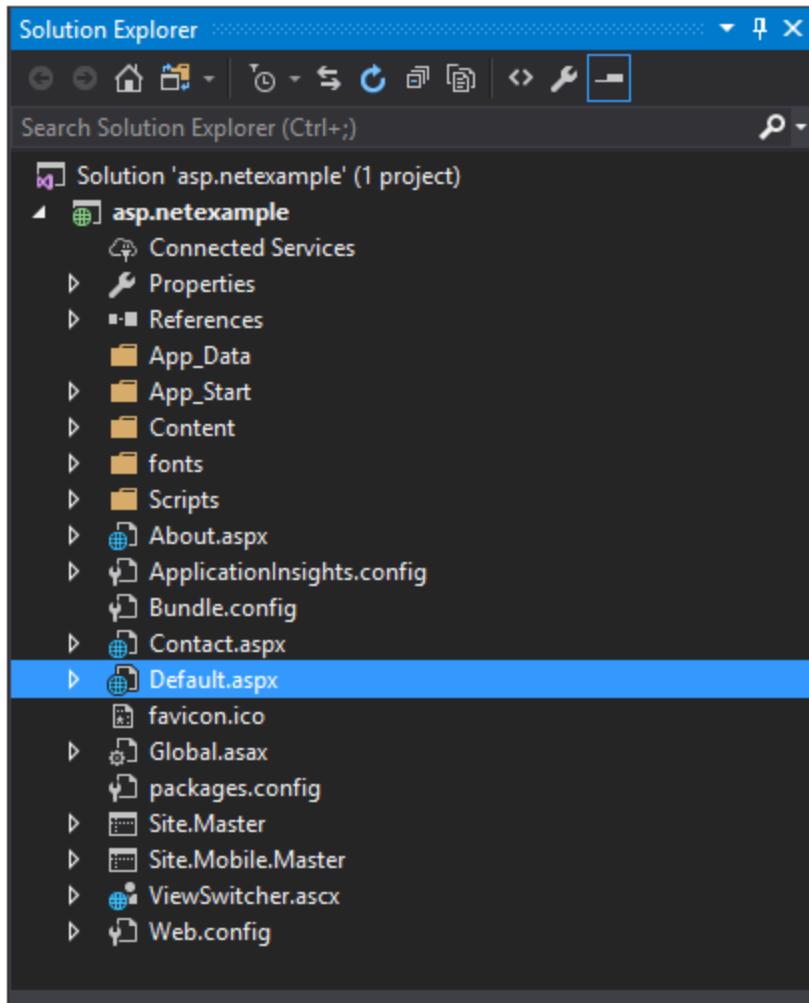 Solution Explorer
Search Solution Explorer (Ctrl+;)
Solution 'asp.netexample' (1 project)
asp.netexample
Connected Services
Properties
References
App_Data
App_Start
Content
fonts
Scripts
About.aspx
ApplicationInsights.config
Bundle.config
Contact.aspx
Default.aspx
favicon.ico
Global.asax
packages.config
Site.Master
Site.Mobile.Master
ViewSwitcher.ascx
Web.config